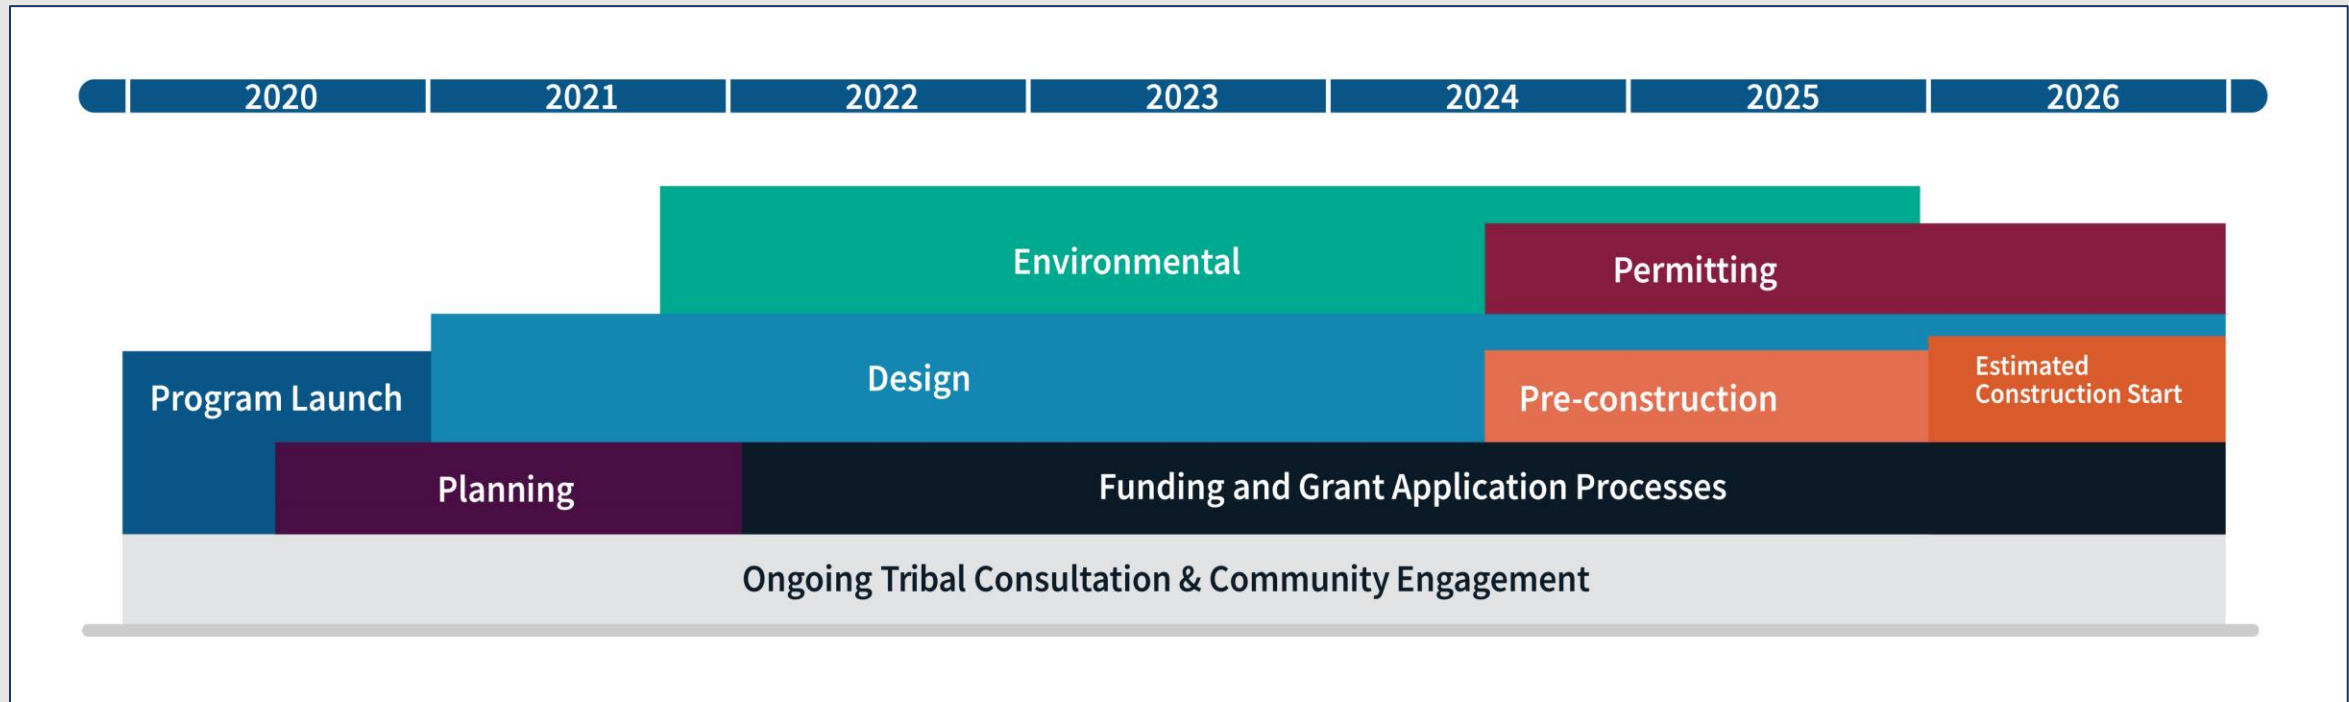 2020 2021 2022 2023 2024 2025 2026
Environmental
Permitting
Program Launch
Design
Pre-construction
Estimated
Construction Start
Planning
Funding and Grant Application Processes
Ongoing Tribal Consultation & Community Engagement